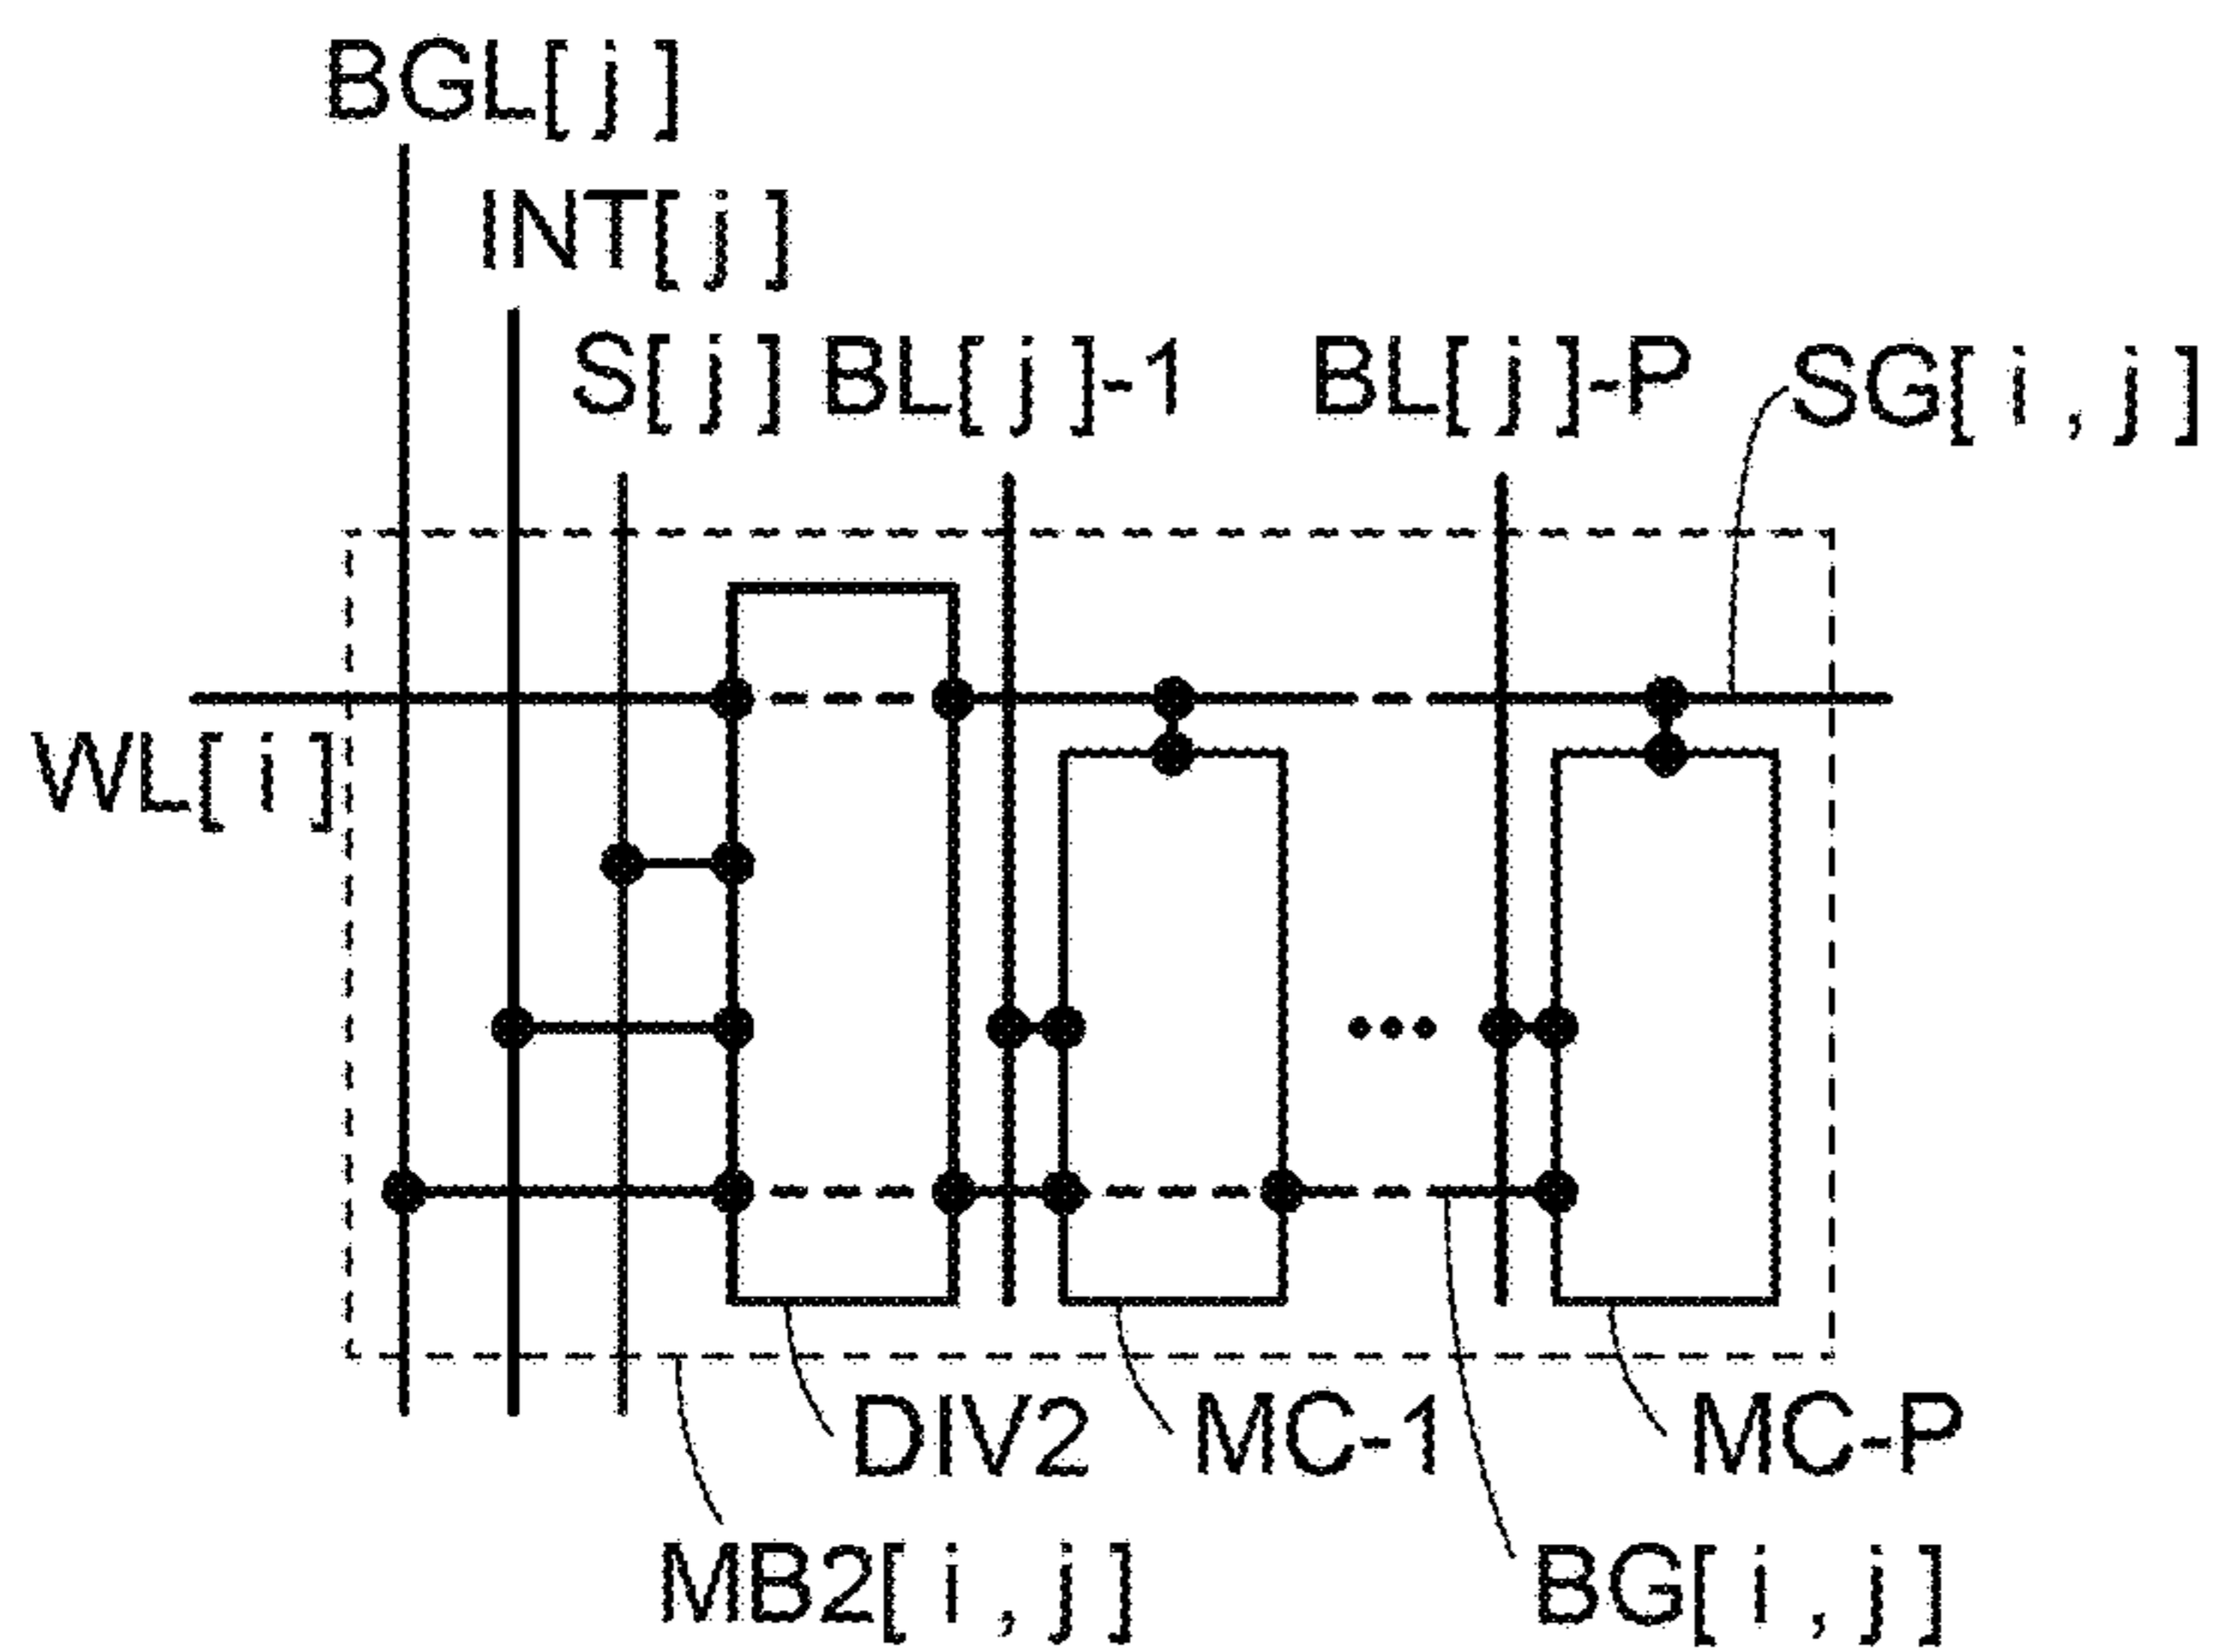 BGL[ j ]
INT[ j ]
S[ j ] BL[ j ]-1 BL[ j ]-P SG[ i , j ]
WL[ i ]
DIV2 MC-1 MC-P
MB2[ i , j ] BG[ i , j ]